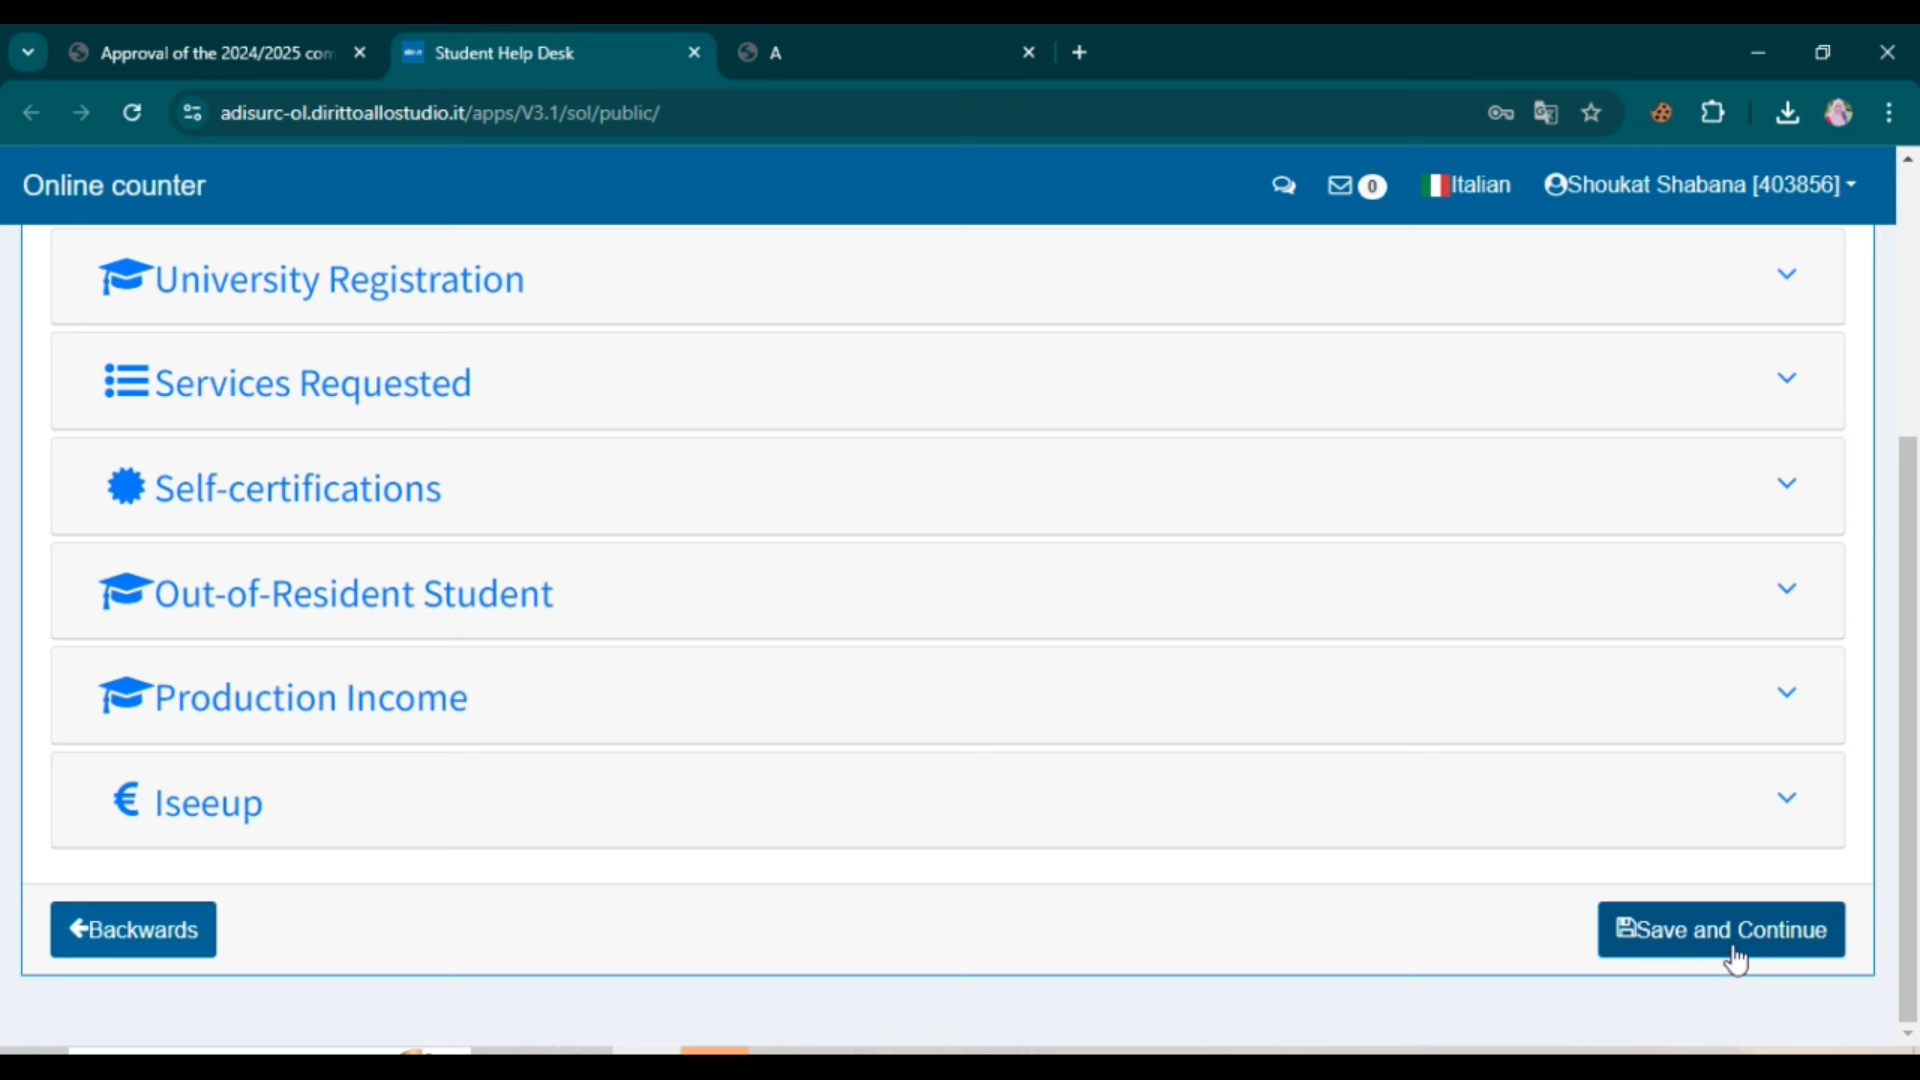 Approval of the 2024/2025 com
Student Help Desk
A
adisurc-ol.dirittoallostudio.it/apps/V3.1/sol/public/
Online counter
0
Italian
Shoukat Shabana [403856]
University Registration
Services Requested
Self-certifications
Out-of-Resident Student
Production Income
€ Iseeup
Backwards
Save and Continue